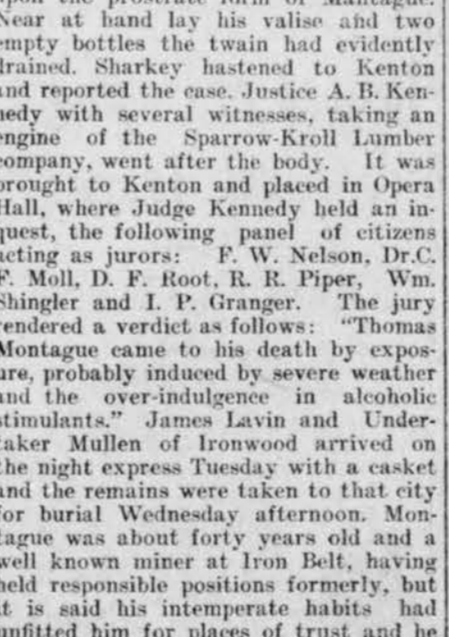 upon the prostrate form of Montague.
Near at hand lay his valise and two
empty bottles the twain had evidently
drained. Sharkey hastened to Kenton
and reported the case. Justice A. B. Ken-
nedy with several witnesses, taking an
engine of the Sparrow-Kroll Lumber
company, went after the body. It was
brought to Kenton and placed in Opera
Hall, where Judge Kennedy held an in-
quest, the following panel of citizens
acting as jurors: F. W. Nelson, Dr.C.
F. Moll, D. F. Root, R. R. Piper, Wm.
Shingler and I. P. Granger. The jury
rendered a verdict as follows: "Thomas
Montague came to his death by expos-
ure, probably induced by severe weather
and the over-indulgence in alcoholic
stimulants." James Lavin and Under-
taker Mullen of Ironwood arrived on
the night express Tuesday with a casket
and the remains were taken to that city
for burial Wednesday afternoon. Mon-
tague was about forty years old and a
well known miner at Iron Belt, having
held responsible positions formerly, but
it is said his intemperate habits had
unfitted him for places of trust and he